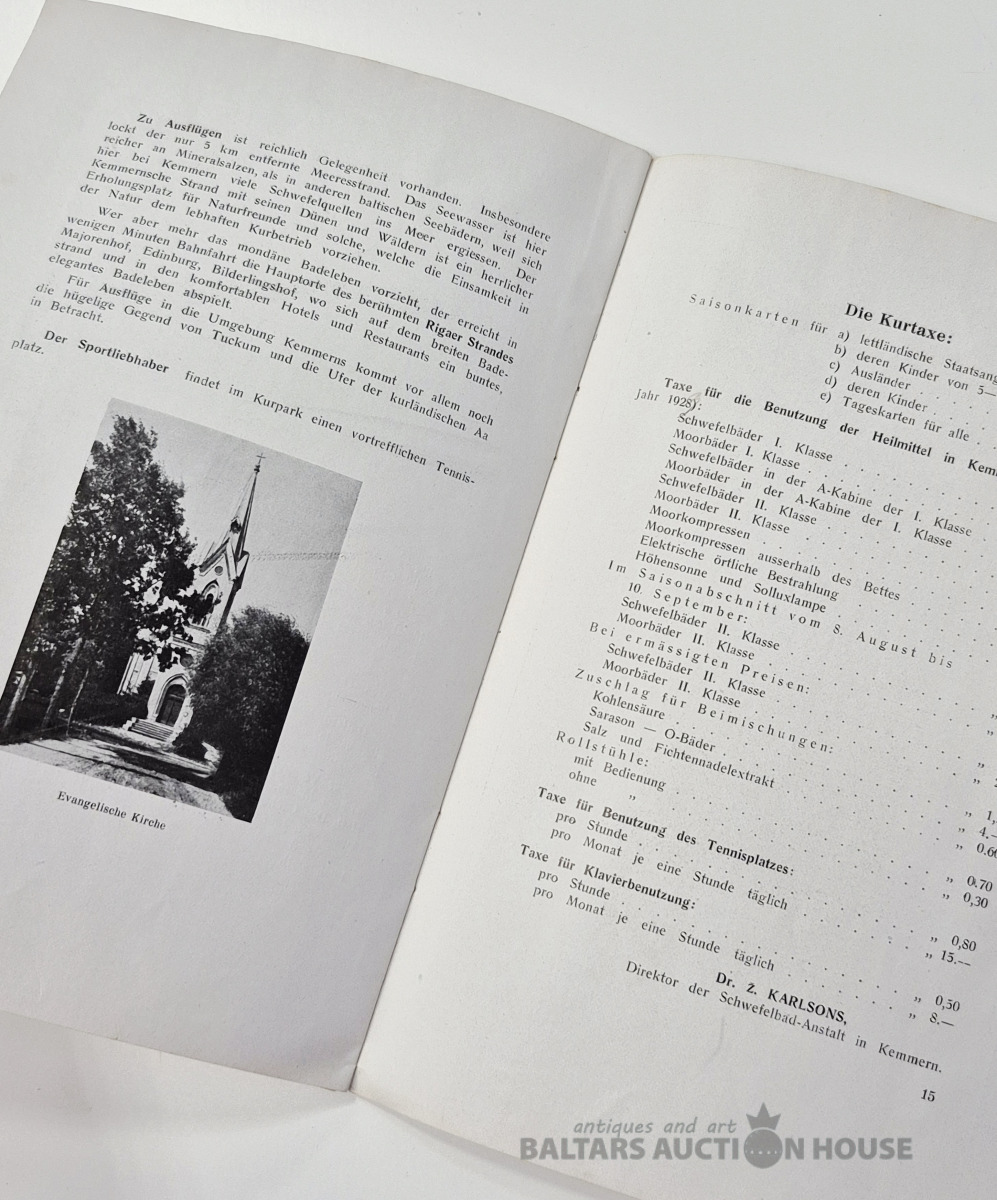 Zu Ausflügen ist reichlich Gelegenheit vorhanden. Insbesondere
lockt der nur 5 km entfernte Meeresstrand. Das Seewasser ist hier
reicher an Mineralsalzen, als in anderen baltischen Seebädern, weil sich
hier bei Kemmern viele Schwefelquellen ins Meer ergiessen. Der
Kemmernsche Strand mit seinen Dünen und Wäldern ist ein herrlicher
Erholungsplatz für Naturfreunde und solche, welche die Einsamkeit in
der Natur dem lebhaften Kurbetrieb vorziehen.
Wer aber mehr das mondäne Badeleben vorzieht, der erreicht in
wenigen Minuten Bahnfahrt die Hauptorte des berühmten Rigaer Strandes
Majorenhof, Edinburg, Bilderlingshof, wo sich auf dem breiten Bade-
strand und in den komfortablen Hotels und Restaurants ein buntes,
elegantes Badeleben abspielt.
Für Ausflüge in die Umgebung Kemmerns kommt vor allem noch
die hügelige Gegend von Tuckum und die Ufer der kurländischen Aa
in Betracht.
Der Sportliebhaber findet im Kurpark einen vortrefflichen Tennis-
platz.
Evangelische Kirche
Die Kurtaxe:
Saisonkarten für a) lettländische Staatsang
b) deren Kinder von 5—
c) Ausländer . . . .
d) deren Kinder . . . .
e) Tageskarten für alle . .
Taxe für die Benutzung der Heilmittel in Kem
Jahr 1928):
Schwefelbäder I. Klasse . . . . . .
Moorbäder I. Klasse . . . . . .
Schwefelbäder in der A-Kabine der I. Klasse
Moorbäder in der A-Kabine der I. Klasse
Schwefelbäder II. Klasse . . . . . .
Moorbäder II. Klasse . . . . . .
Moorkompressen . . . . . .
Moorkompressen ausserhalb des Bettes
Elektrische örtliche Bestrahlung . . . .
Höhensonne und Solluxlampe . . . .
Im Saisonabschnitt vom 8. August bis
10. September:
Schwefelbäder II. Klasse . . . . . .
Moorbäder II. Klasse . . . . . .
Bei ermässigten Preisen:
Schwefelbäder II. Klasse . . . . . . „
Moorbäder II. Klasse . . . . . . „
Zuschlag für Beimischungen:
Kohlensäure . . . . . . „
Sarason — O-Bäder . . . . . . „
Salz und Fichtennadelextrakt . . . . „ 1,
Rollstühle:
mit Bedienung . . . . . . „ 0.70
ohne „ . . . . . . „ 0,30
Taxe für Benutzung des Tennisplatzes:
pro Stunde . . . . . . „ 0,80
pro Monat je eine Stunde täglich . . . . „ 15.—
Taxe für Klavierbenutzung:
pro Stunde . . . . . . „ 0,50
pro Monat je eine Stunde täglich . . . . „ 8.—
Dr. Ž. KARLSONS,
Direktor der Schwefelbad-Anstalt in Kemmern.
15
antiques and art
BALTARS AUCTION HOUSE